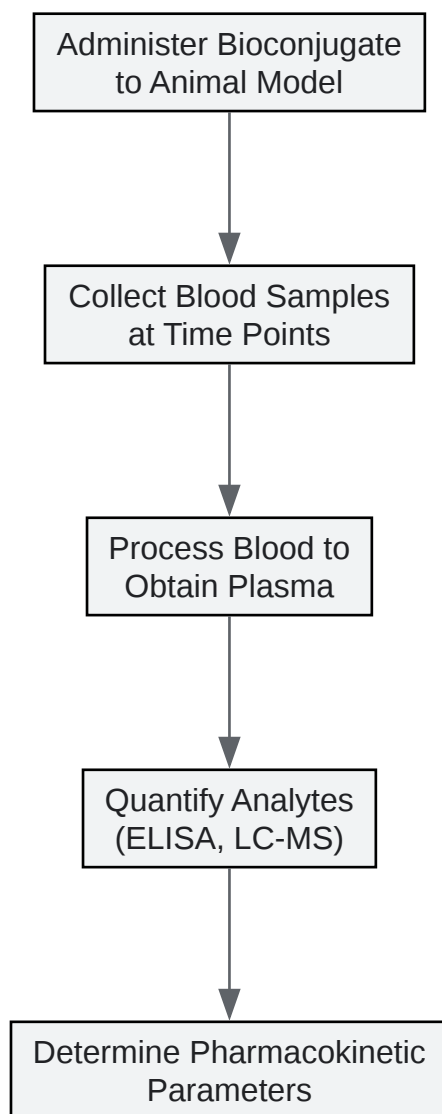 Administer Bioconjugate
to Animal Model
Collect Blood Samples
at Time Points
Process Blood to
Obtain Plasma
Quantify Analytes
(ELISA, LC-MS)
Determine Pharmacokinetic
Parameters